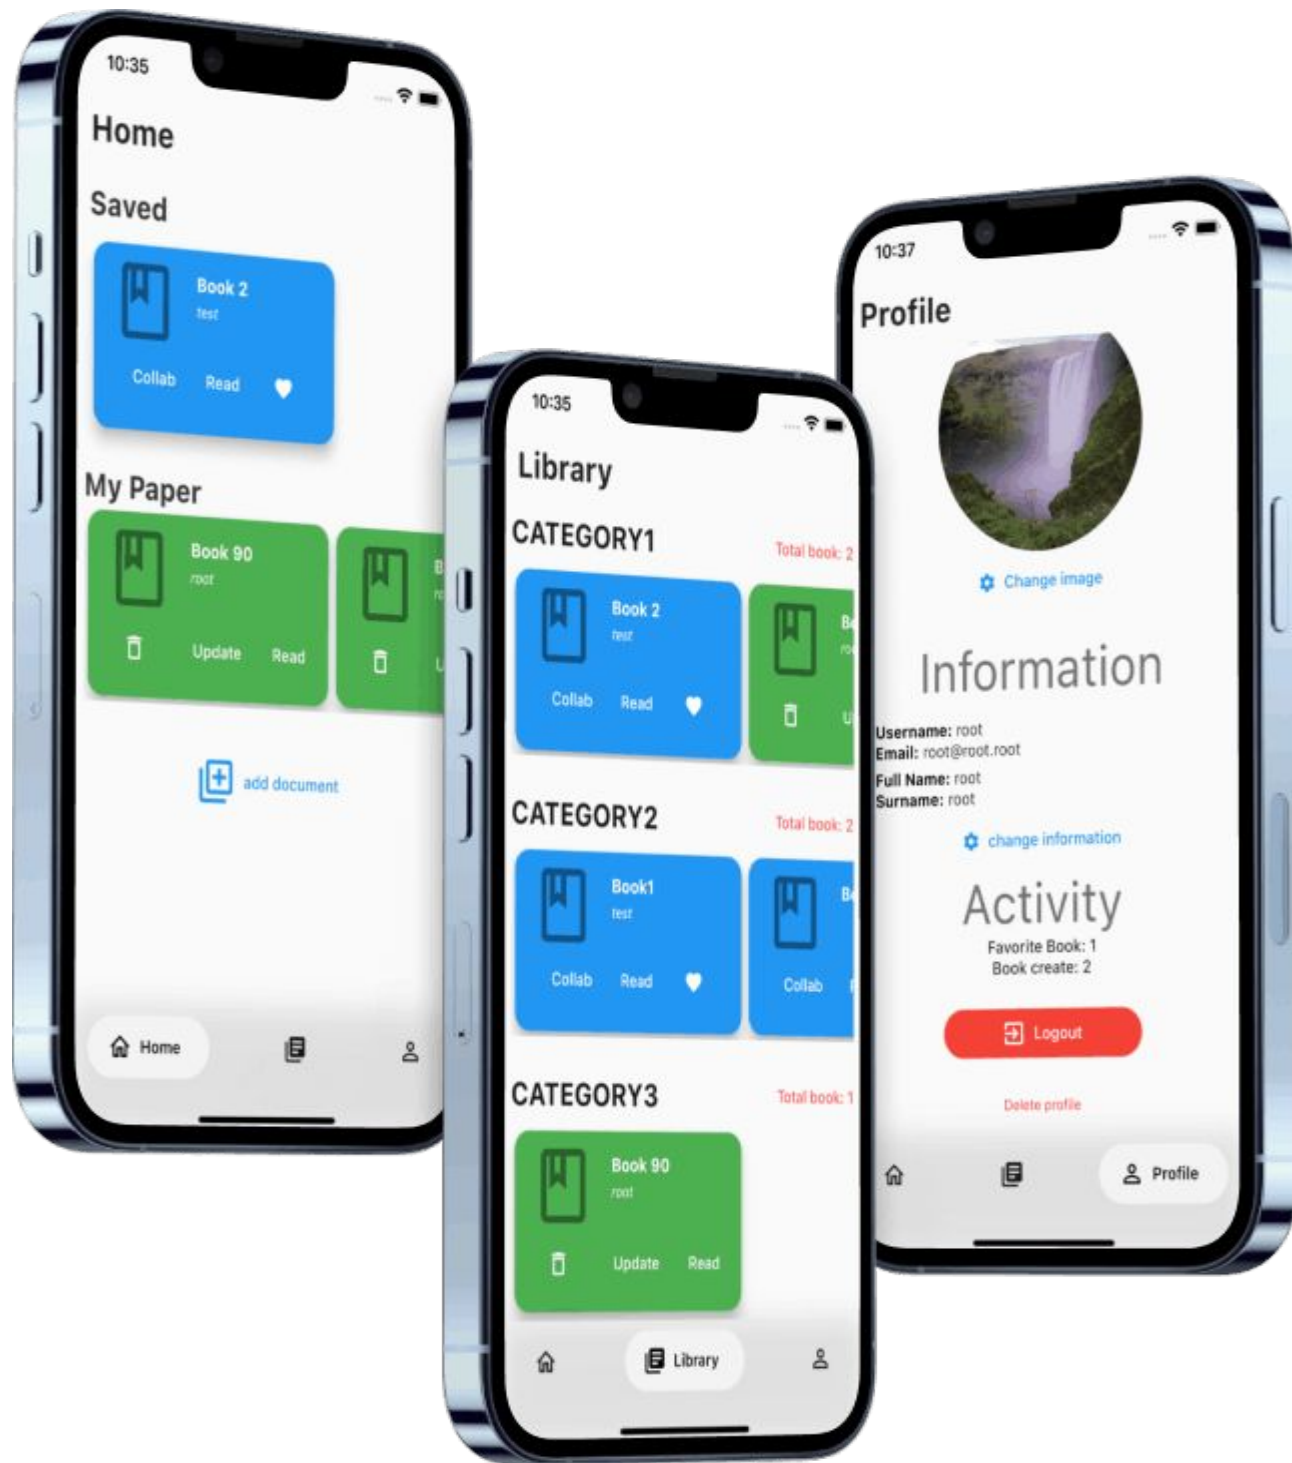 10:35
Home
Saved
Book 2
test
Collab Read
My Paper
Book 90
root
Update Read
add document
Home
10:35
Library
CATEGORY1
Total book: 2
Book 2
test
Collab Read
CATEGORY2
Total book: 2
Book1
test
Collab Read
Collab
CATEGORY3
Total book: 1
Book 90
root
Update Read
Library
10:37
Profile
Change image
Information
Username: root
Email: root@root.root
Full Name: root
Surname: root
change information
Activity
Favorite Book: 1
Book create: 2
Logout
Delete profile
Profile